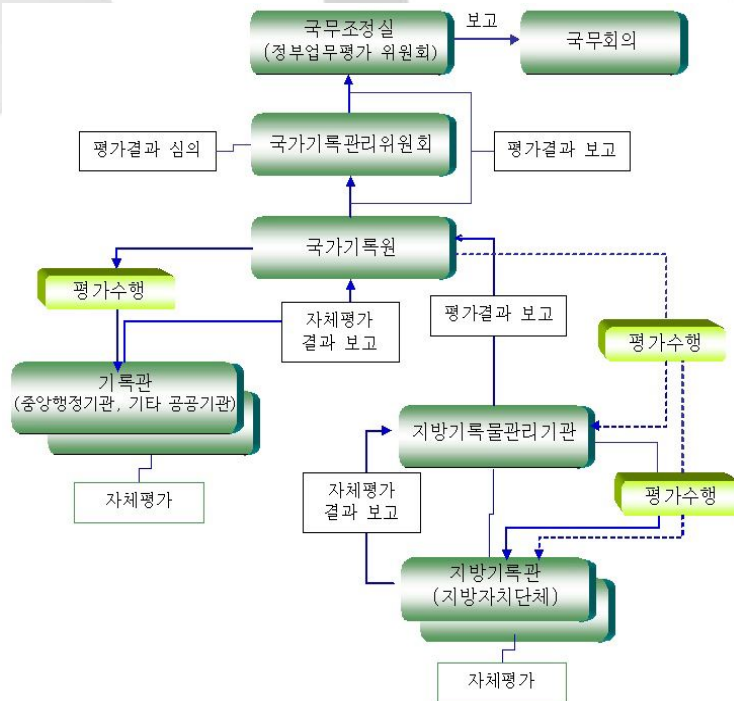 국무조정실
(정부업무평가 위원회)
보고
국무회의
평가결과 심의
국가기록관리위원회
평가결과 보고
국가기록원
평가수행
자체평가
결과 보고
평가결과 보고
평가수행
기록관
(중앙행정기관, 기타 공공기관)
지방기록물관리기관
자체평가
자체평가
결과 보고
평가수행
지방기록관
(지방자치단체)
자체평가